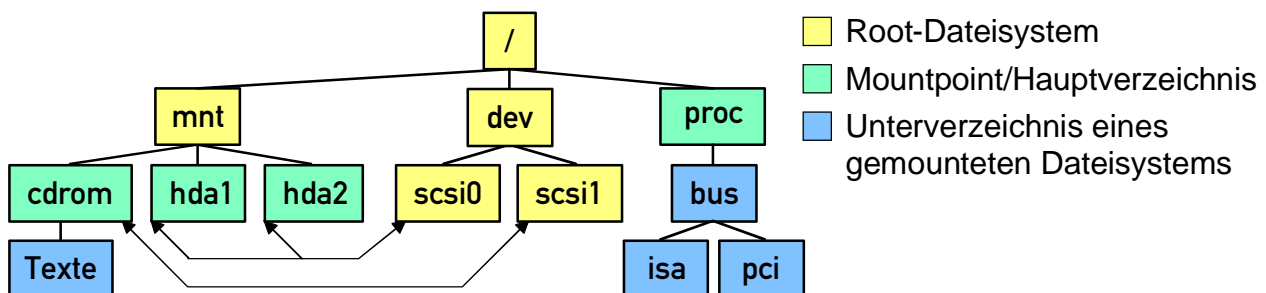 /
Root-Dateisystem
Mountpoint/Hauptverzeichnis
Unterverzeichnis eines
gemounteten Dateisystems
mnt
dev
proc
cdrom
hda1
hda2
scsi0
scsi1
bus
Texte
isa
pci